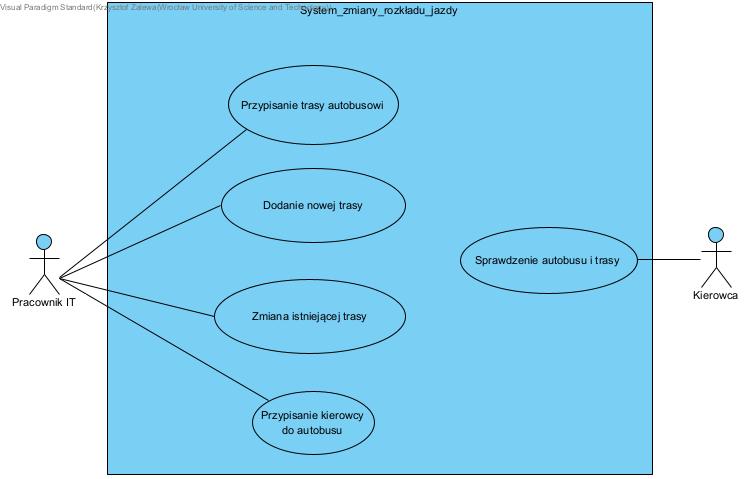 Visual Paradigm Standard(Krzysztof Zalewa(Wrocław University of Science and Technology))
System_zmiany_rozkładu_jazdy
Przypisanie trasy autobusowi
Dodanie nowej trasy
Sprawdzenie autobusu i trasy
Pracownik IT
Kierowca
Zmiana istniejącej trasy
Przypisanie kierowcy
do autobusu